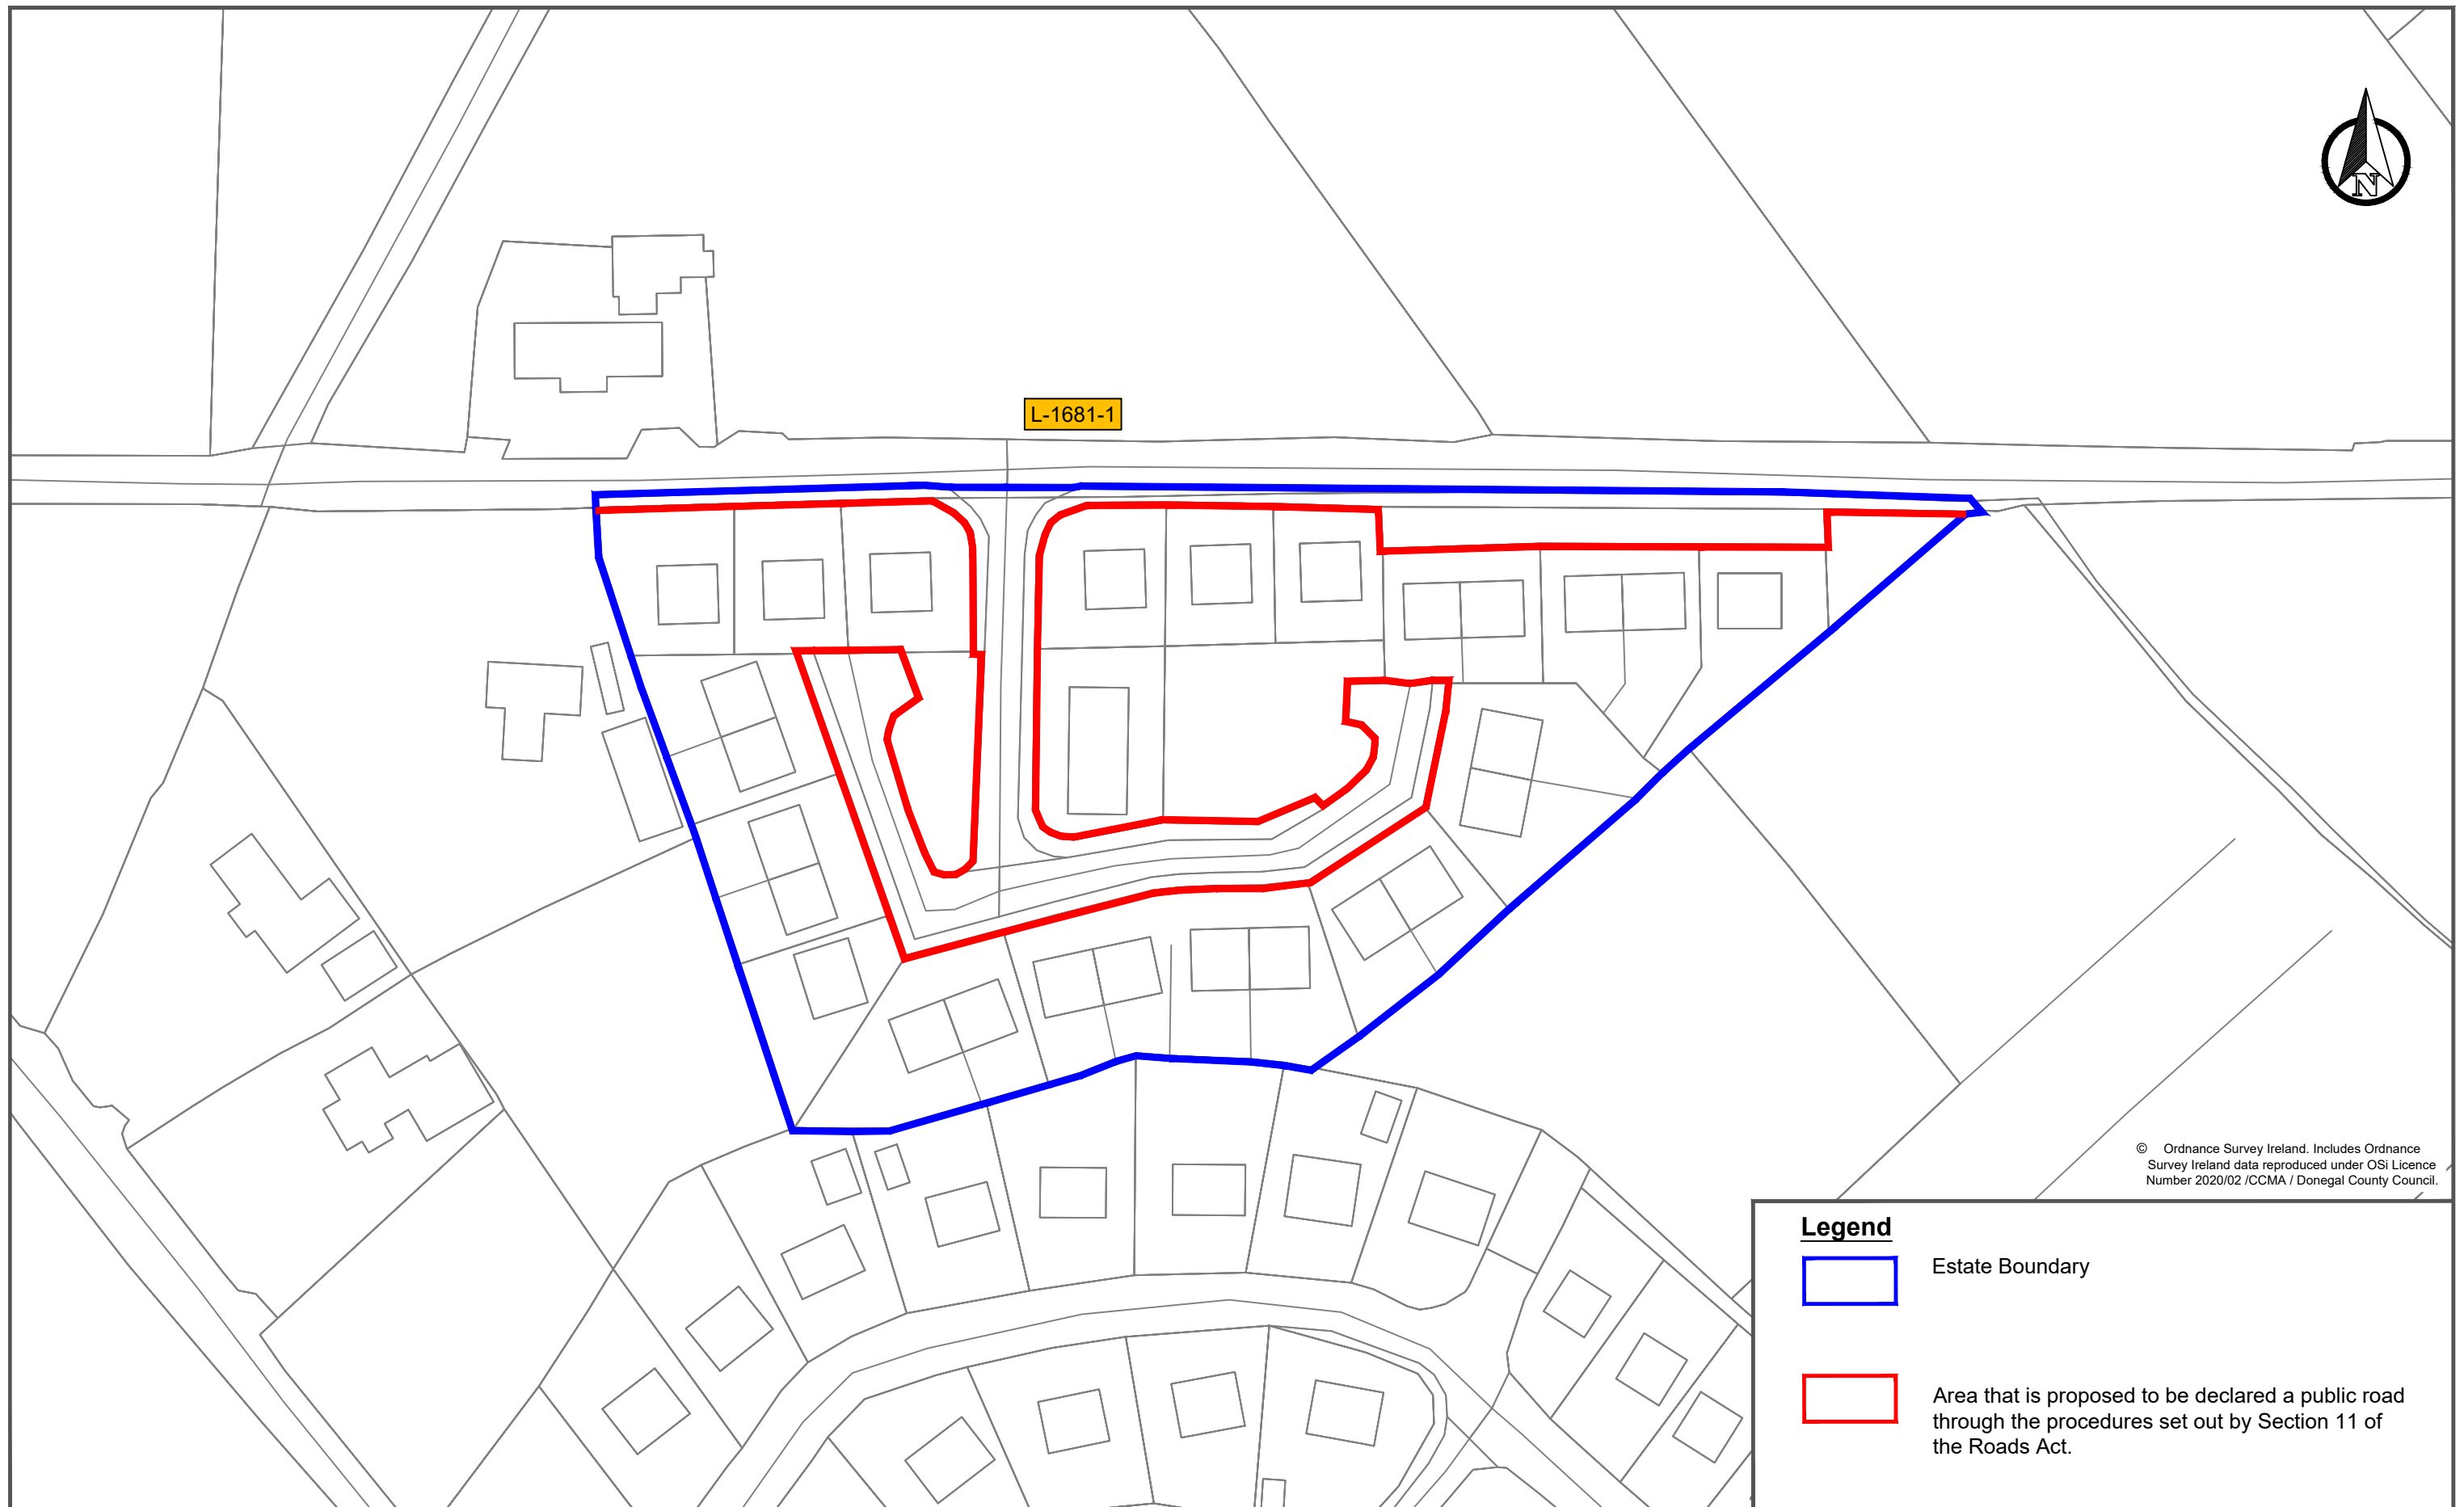 N
L-1681-1
© Ordnance Survey Ireland. Includes Ordnance
Survey Ireland data reproduced under OSi Licence
Number 2020/02 /CCMA / Donegal County Council.
Legend
Estate Boundary
Area that is proposed to be declared a public road
through the procedures set out by Section 11 of
the Roads Act.